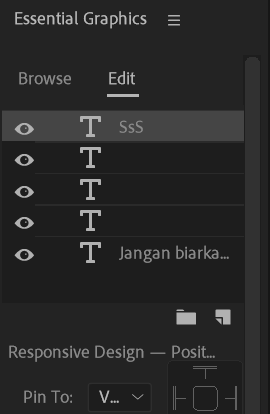 Essential Graphics
Browse Edit
SsS
Jangan biarka...
Responsive Design — Posit...
Pin To: V...